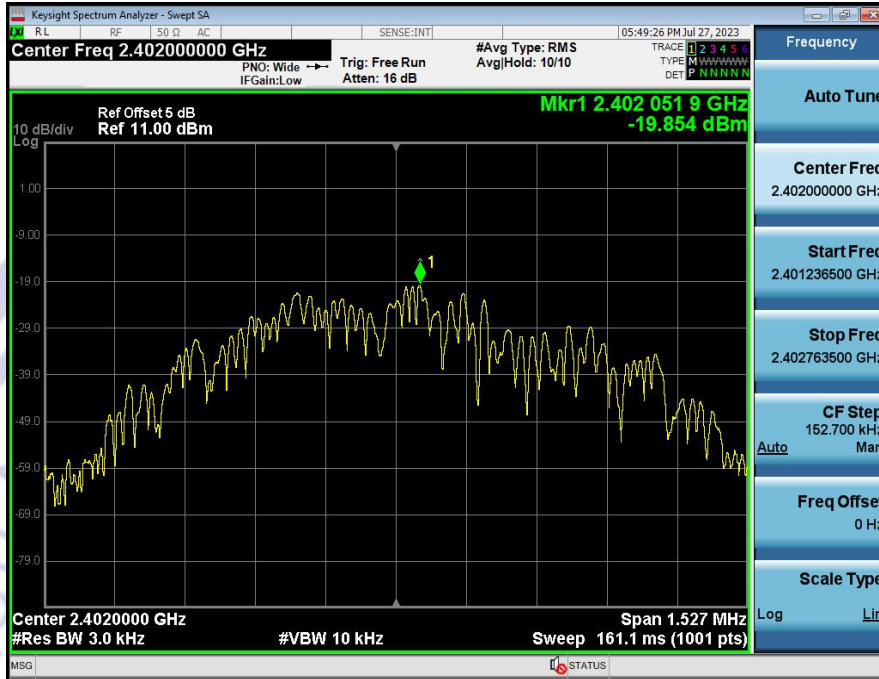 Keysight Spectrum Analyzer - Swept SA
LXI RL RF 50 Ω AC SENSE:INT 05:49:26 PM Jul 27, 2023
Center Freq 2.402000000 GHz
PNO: Wide
IFGain:Low
Trig: Free Run
Atten: 16 dB
#Avg Type: RMS
Avg|Hold: 10/10
TRACE 1 2 3 4 5 6
TYPE M WWWWW
DET P N N N N N
Ref Offset 5 dB
10 dB/div Ref 11.00 dBm
Log
Mkr1 2.402 051 9 GHz
-19.854 dBm
1
1.00
-9.00
-19.0
-29.0
-39.0
-49.0
-59.0
-69.0
-79.0
Center 2.4020000 GHz Span 1.527 MHz
#Res BW 3.0 kHz #VBW 10 kHz Sweep 161.1 ms (1001 pts)
MSG STATUS
Frequency
Auto Tune
Center Freq
2.402000000 GHz
Start Freq
2.401236500 GHz
Stop Freq
2.402763500 GHz
CF Step
152.700 kHz
Auto Man
Freq Offset
0 Hz
Scale Type
Log Lin